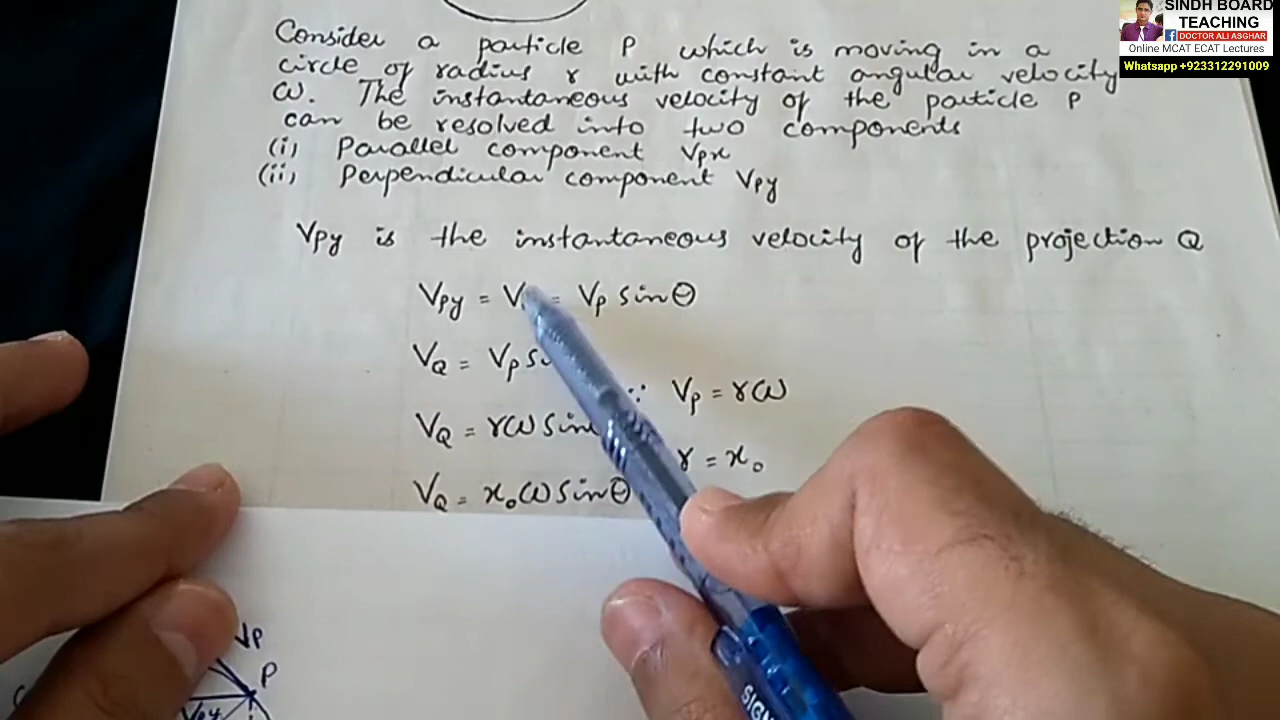 SINDH BOARD
TEACHING
DOCTOR ALI ASGHAR
Online MCAT ECAT Lectures
Whatsapp +923312291009
Consider a particle P which is moving in a
circle of radius r with constant angular velocity
ω. The instantaneous velocity of the particle P
can be resolved into two components
(i) Parallel component Vpx
(ii) Perpendicular component Vpy
Vpy is the instantaneous velocity of the projection Q
Vpy = V = Vp sinθ
VQ = Vp s
∵ Vp = rω
VQ = rω Sin
r = x₀
VQ = x₀ω Sinθ
VP
P
Vpy
SIGN